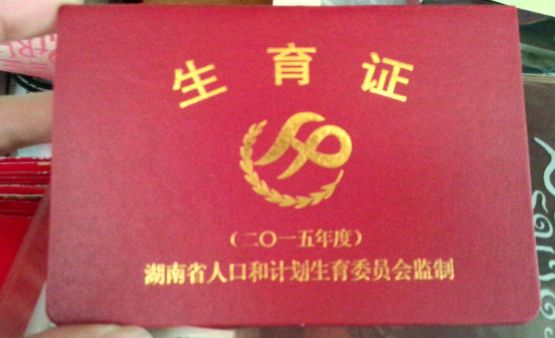 生育证
(二〇一五年度)
湖南省人口和计划生育委员会监制